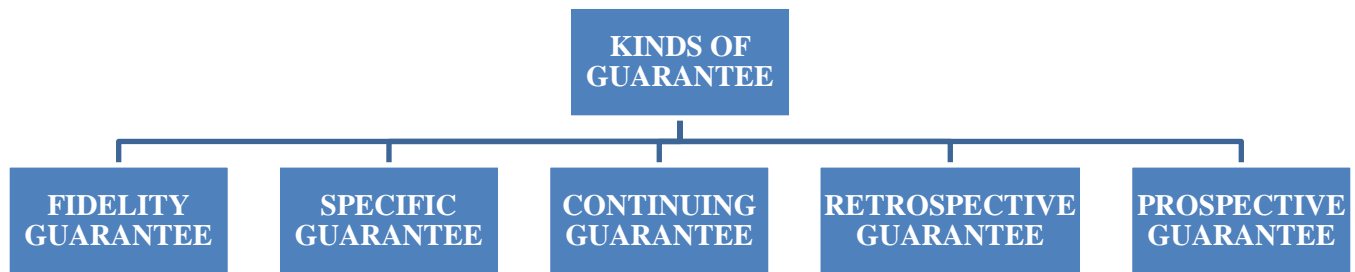 KINDS OF
GUARANTEE
FIDELITY
GUARANTEE
SPECIFIC
GUARANTEE
CONTINUING
GUARANTEE
RETROSPECTIVE
GUARANTEE
PROSPECTIVE
GUARANTEE